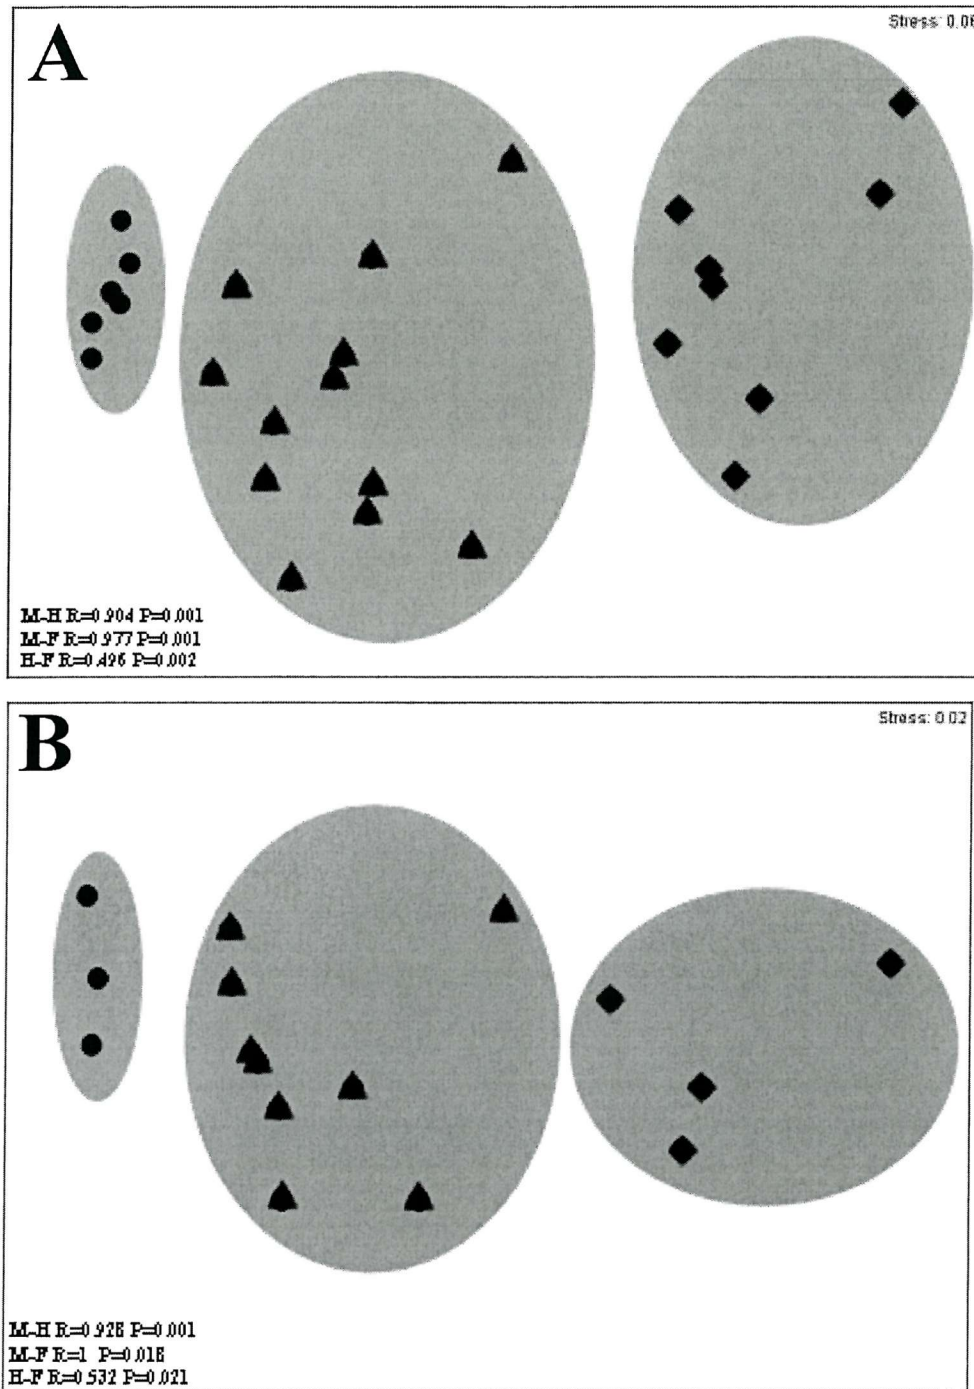 A
Stress: 0.06
M-H R=0.904 P=0.001
M-F R=0.977 P=0.001
H-F R=0.496 P=0.002
B
Stress: 0.02
M-H R=0.928 P=0.001
M-F R=1 P=0.018
H-F R=0.532 P=0.021